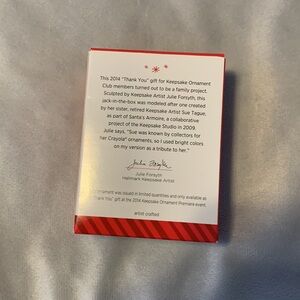 This 2014 "Thank You" gift for Keepsake Ornament
Club members turned out to be a family project.
Sculpted by Keepsake Artist Julie Forsyth, this
jack-in-the-box was modeled after one created
by her sister, retired Keepsake Artist Sue Tague,
as part of Santa's Armoire, a collaborative
project of the Keepsake Studio in 2009.
Julie says, "Sue was known by collectors for
her Crayola® ornaments, so I used bright colors
on my version as a tribute to her."
Julia Forsyth
Julie Forsyth
Hallmark Keepsake Artist
ornament was issued in limited quantities and only available as
"Thank You" gift at the 2014 Keepsake Ornament Premiere event.
artist crafted